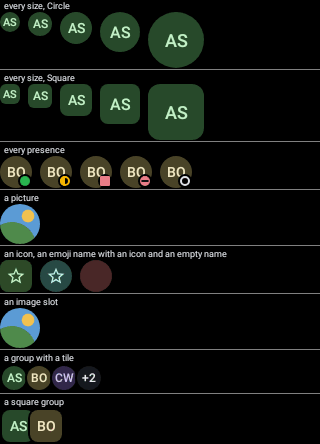 every size, Circle
AS AS AS AS AS
every size, Square
AS AS AS AS AS
every presence
BO BO BO BO BO
a picture
an icon, an emoji name with an icon and an empty name
an image slot
a group with a tile
AS BO CW +2
a square group
AS BO